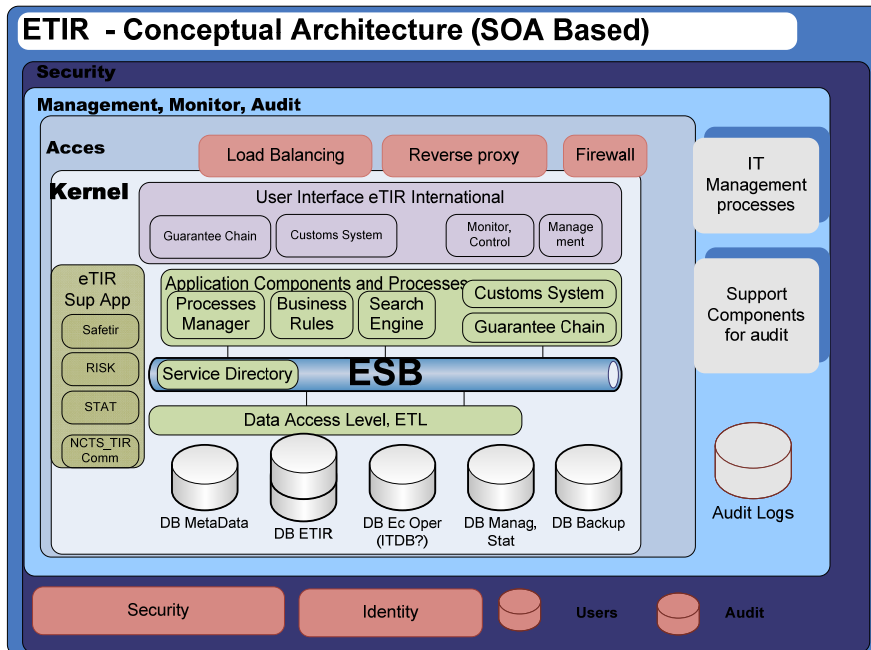 ETIR - Conceptual Architecture (SOA Based)
Security
Management, Monitor, Audit
Acces
Load Balancing
Reverse proxy
Firewall
Kernel
User Interface eTIR International
Guarantee Chain
Customs System
Monitor,
Control
Manage
ment
IT
Management
processes
eTIR
Sup App
Safetir
RISK
STAT
NCTS_TIR
Comm
Application Components and Processes
Processes
Manager
Business
Rules
Search
Engine
Customs System
Guarantee Chain
Support
Components
for audit
Service Directory
ESB
Data Access Level, ETL
DB MetaData
DB ETIR
DB Ec Oper
(ITDB?)
DB Manag,
Stat
DB Backup
Audit Logs
Security
Identity
Users
Audit